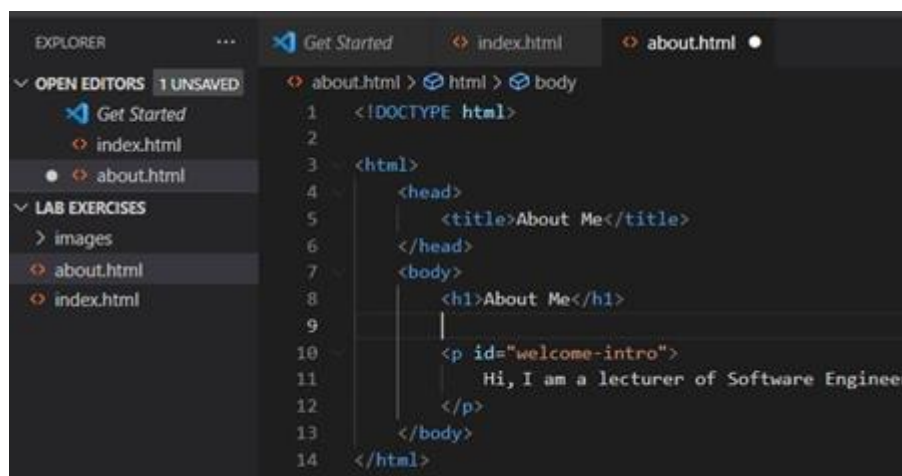 EXPLORER ...
Get Started index.html about.html
OPEN EDITORS 1 UNSAVED
Get Started
index.html
about.html
LAB EXERCISES
images
about.html
index.html
about.html > html > body
1 <!DOCTYPE html>
2
3 <html>
4 <head>
5 <title>About Me</title>
6 </head>
7 <body>
8 <h1>About Me</h1>
9
10 <p id="welcome-intro">
11 Hi, I am a lecturer of Software Enginee
12 </p>
13 </body>
14 </html>